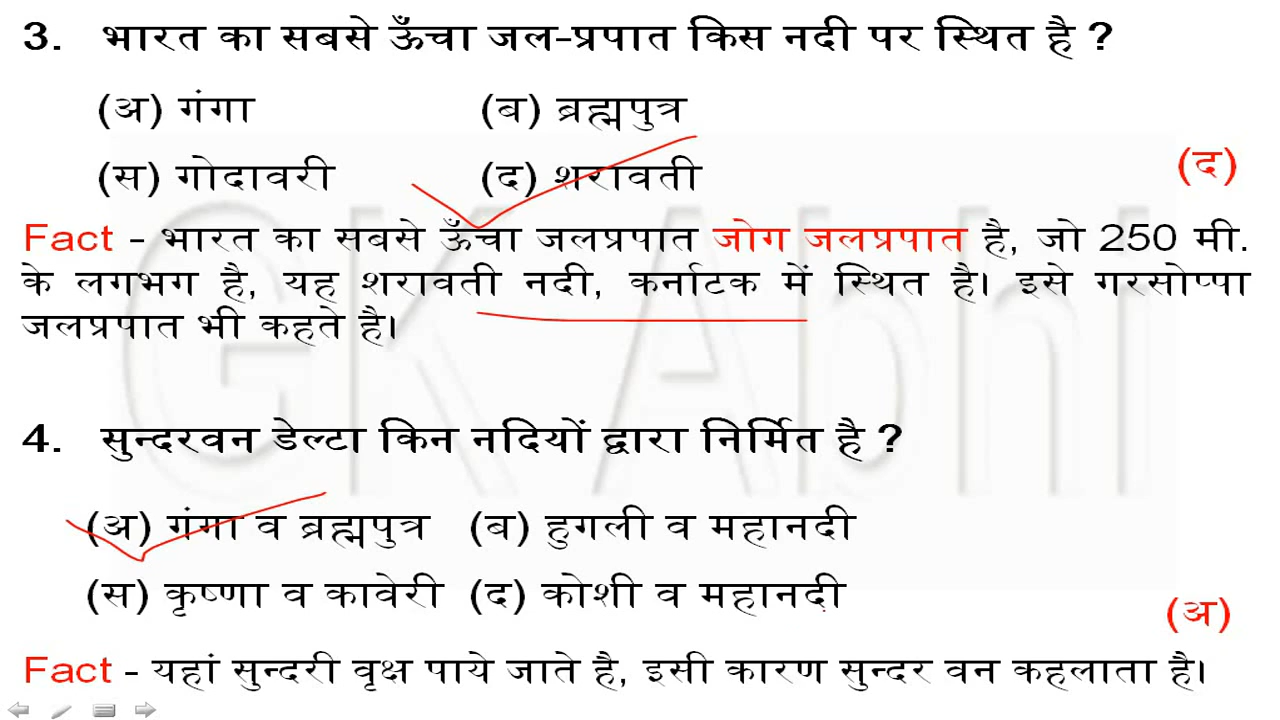 3. भारत का सबसे ऊँचा जल-प्रपात किस नदी पर स्थित है ?
(अ) गंगा (ब) ब्रह्मपुत्र
(स) गोदावरी (द) शरावती
(द)
Fact - भारत का सबसे ऊँचा जलप्रपात जोग जलप्रपात है, जो 250 मी.
के लगभग है, यह शरावती नदी, कर्नाटक में स्थित है। इसे गरसोप्पा
जलप्रपात भी कहते है।
4. सुन्दरवन डेल्टा किन नदियों द्वारा निर्मित है ?
(अ) गंगा व ब्रह्मपुत्र (ब) हुगली व महानदी
(स) कृष्णा व कावेरी (द) कोशी व महानदी
(अ)
Fact - यहां सुन्दरी वृक्ष पाये जाते है, इसी कारण सुन्दर वन कहलाता है।
GK Abhi